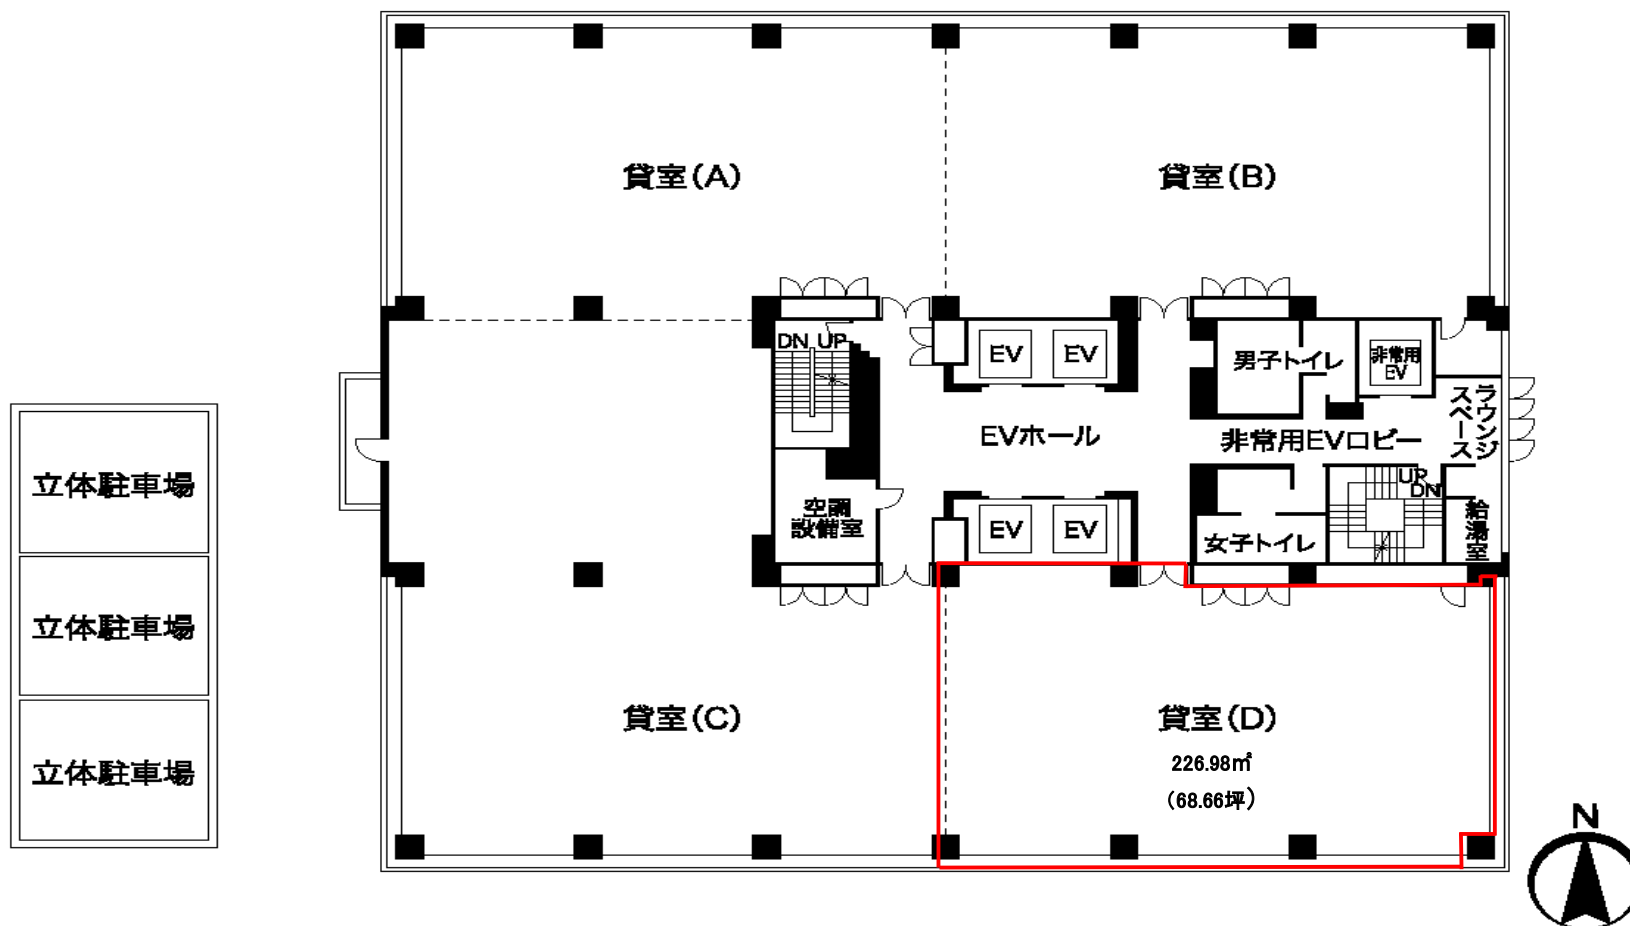 貸室(A)
貸室(B)
DN UP
EV
EV
男子トイレ
非常用
EV
ラウンジ
スペース
EVホール
非常用EVロビー
立体駐車場
UP
DN
空調
設備室
EV
EV
女子トイレ
給湯室
立体駐車場
貸室(C)
貸室(D)
226.98㎡
(68.66坪)
立体駐車場
N